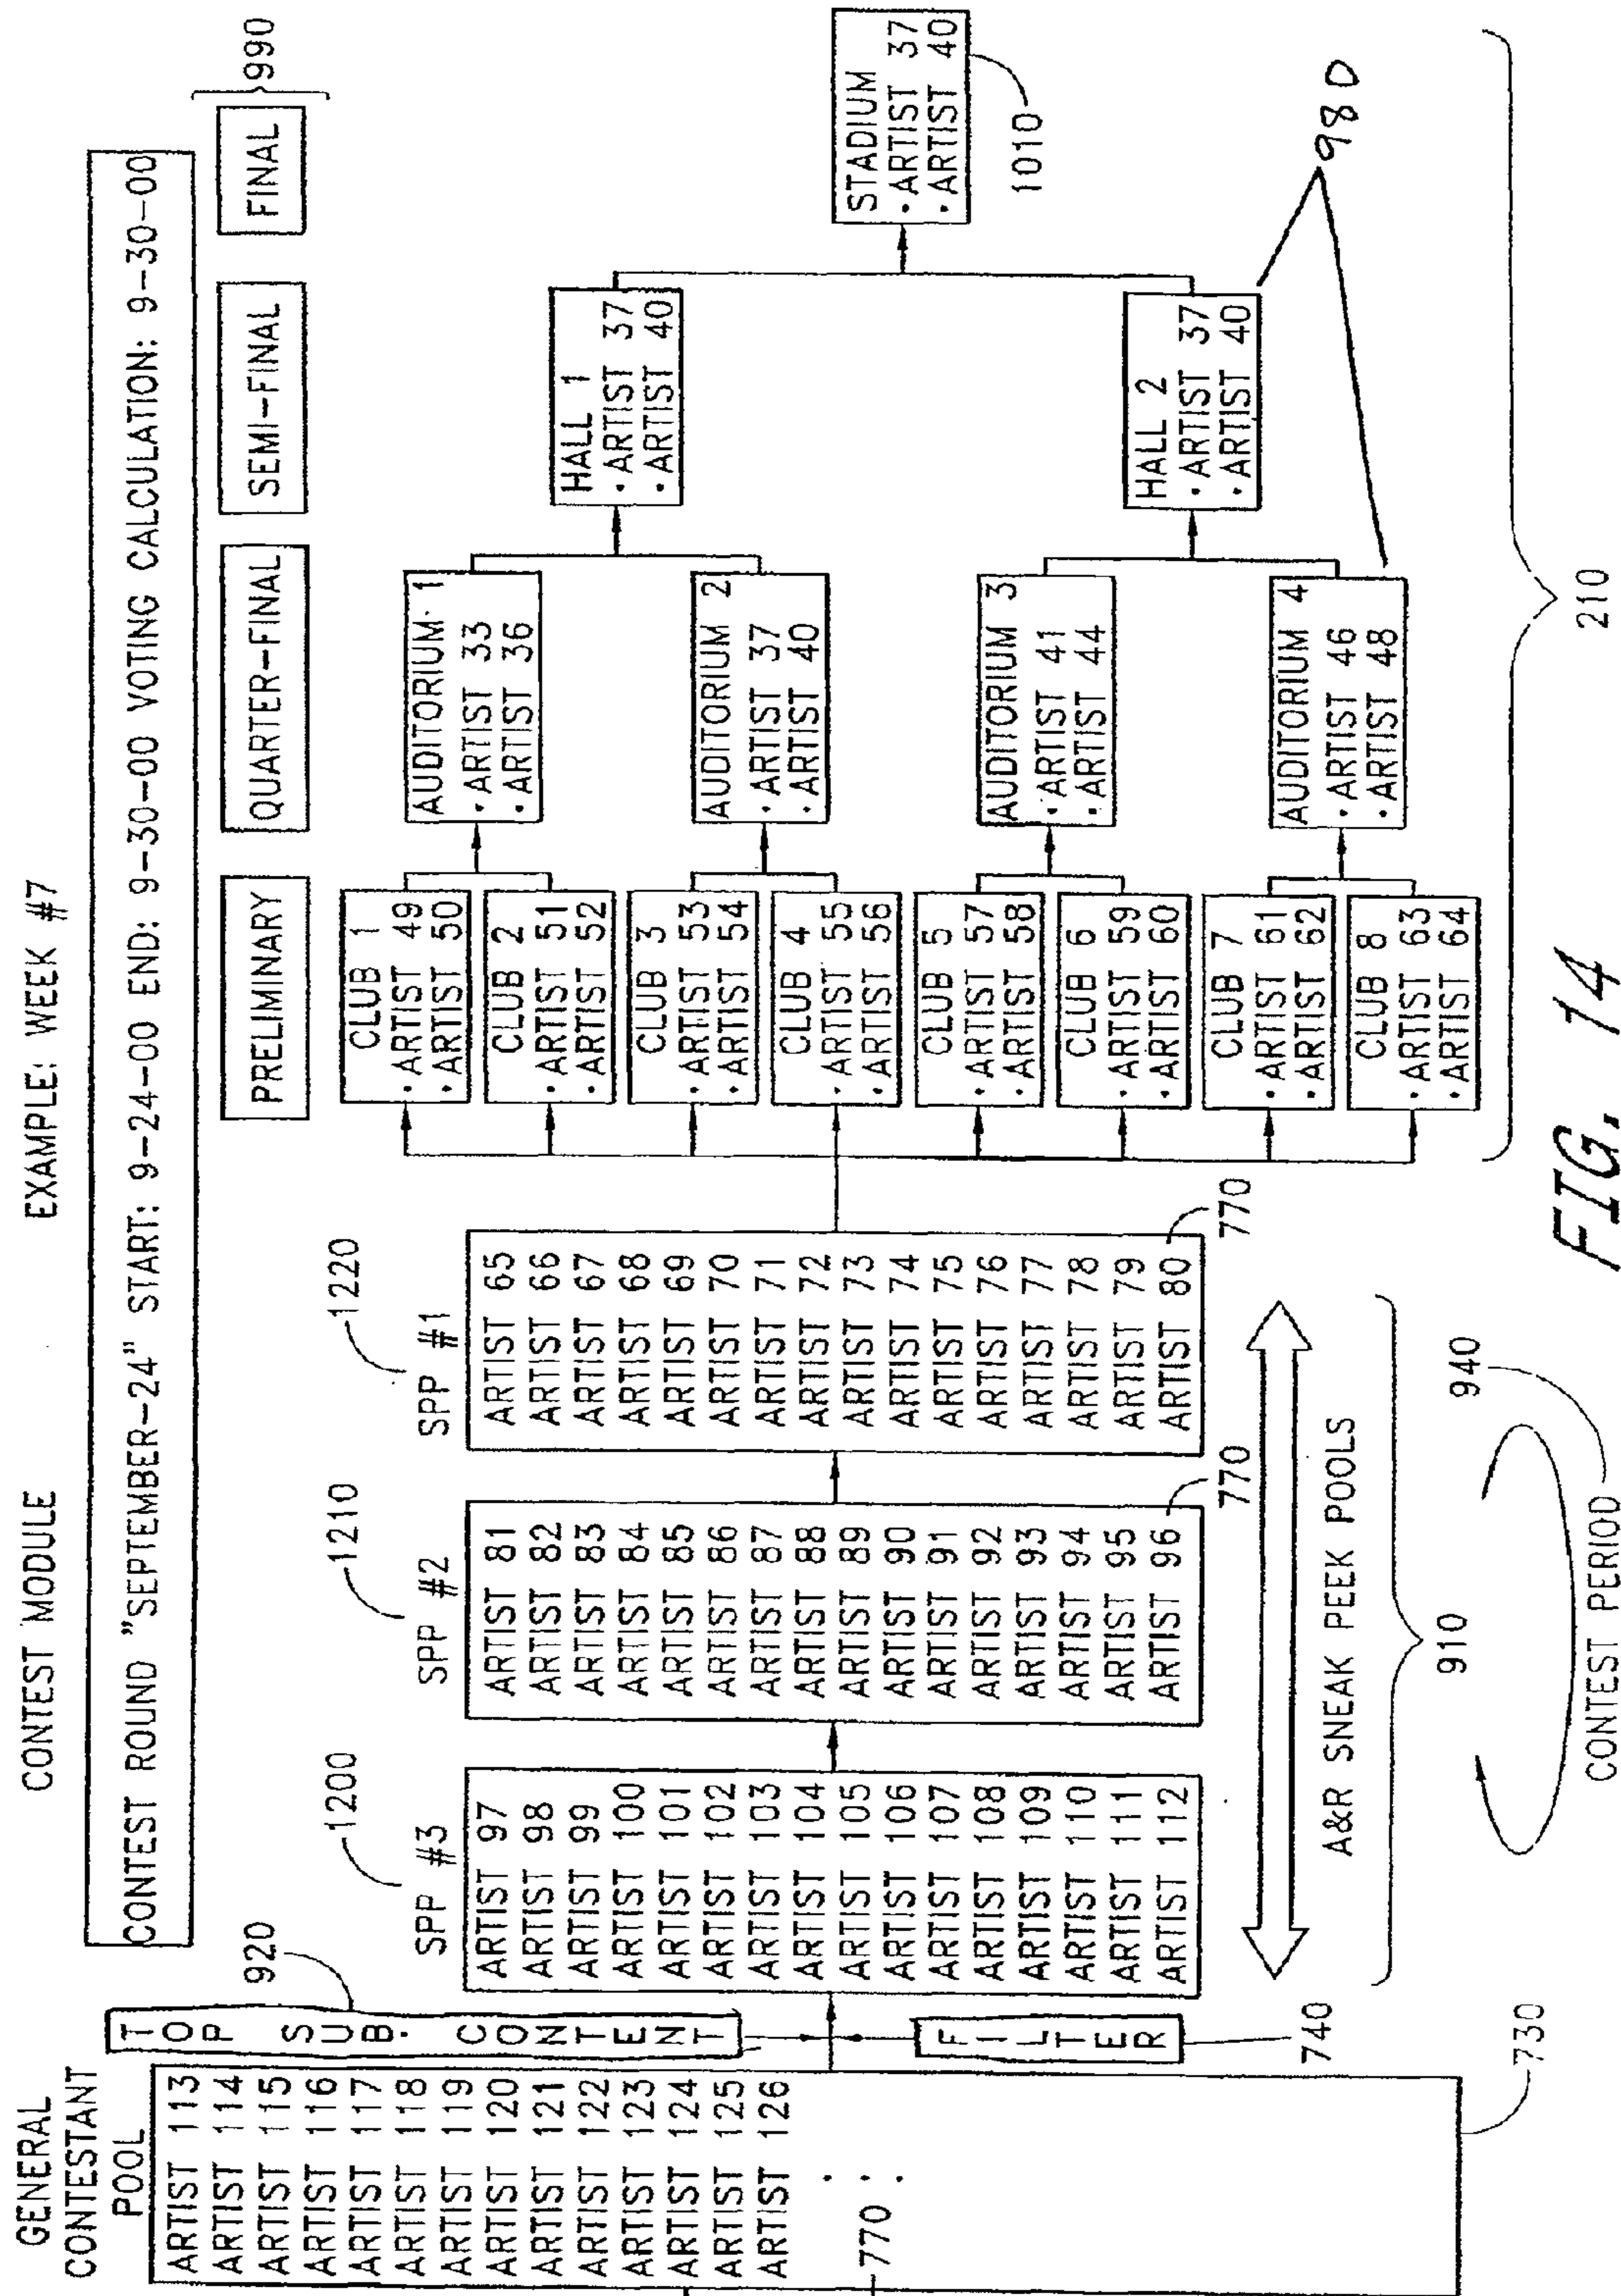 CONTEST MODULE
EXAMPLE: WEEK #7
CONTEST ROUND "SEPTEMBER-24" START: 9-24-00 END: 9-30-00 VOTING CALCULATION: 9-30-00
990
PRELIMINARY
QUARTER-FINAL
SEMI-FINAL
FINAL
GENERAL
CONTESTANT
POOL
ARTIST 113
ARTIST 114
ARTIST 115
ARTIST 116
ARTIST 117
ARTIST 118
ARTIST 119
ARTIST 120
ARTIST 121
ARTIST 122
ARTIST 123
ARTIST 124
ARTIST 125
ARTIST 126
770
730
920
TOP SUB. CONTENT
FILTER
740
1200
SPP #3
ARTIST 97
ARTIST 98
ARTIST 99
ARTIST 100
ARTIST 101
ARTIST 102
ARTIST 103
ARTIST 104
ARTIST 105
ARTIST 106
ARTIST 107
ARTIST 108
ARTIST 109
ARTIST 110
ARTIST 111
ARTIST 112
1210
SPP #2
ARTIST 81
ARTIST 82
ARTIST 83
ARTIST 84
ARTIST 85
ARTIST 86
ARTIST 87
ARTIST 88
ARTIST 89
ARTIST 90
ARTIST 91
ARTIST 92
ARTIST 93
ARTIST 94
ARTIST 95
ARTIST 96
770
1220
SPP #1
ARTIST 65
ARTIST 66
ARTIST 67
ARTIST 68
ARTIST 69
ARTIST 70
ARTIST 71
ARTIST 72
ARTIST 73
ARTIST 74
ARTIST 75
ARTIST 76
ARTIST 77
ARTIST 78
ARTIST 79
ARTIST 80
770
A&R SNEAK PEEK POOLS
910
940
CONTEST PERIOD
CLUB 1
• ARTIST 49
• ARTIST 50
CLUB 2
• ARTIST 51
• ARTIST 52
CLUB 3
• ARTIST 53
• ARTIST 54
CLUB 4
• ARTIST 55
• ARTIST 56
CLUB 5
• ARTIST 57
• ARTIST 58
CLUB 6
• ARTIST 59
• ARTIST 60
CLUB 7
• ARTIST 61
• ARTIST 62
CLUB 8
• ARTIST 63
• ARTIST 64
AUDITORIUM 1
• ARTIST 33
• ARTIST 36
AUDITORIUM 2
• ARTIST 37
• ARTIST 40
AUDITORIUM 3
• ARTIST 41
• ARTIST 44
AUDITORIUM 4
• ARTIST 46
• ARTIST 48
HALL 1
• ARTIST 37
• ARTIST 40
HALL 2
• ARTIST 37
• ARTIST 40
STADIUM
• ARTIST 37
• ARTIST 40
1010
980
210
FIG. 14